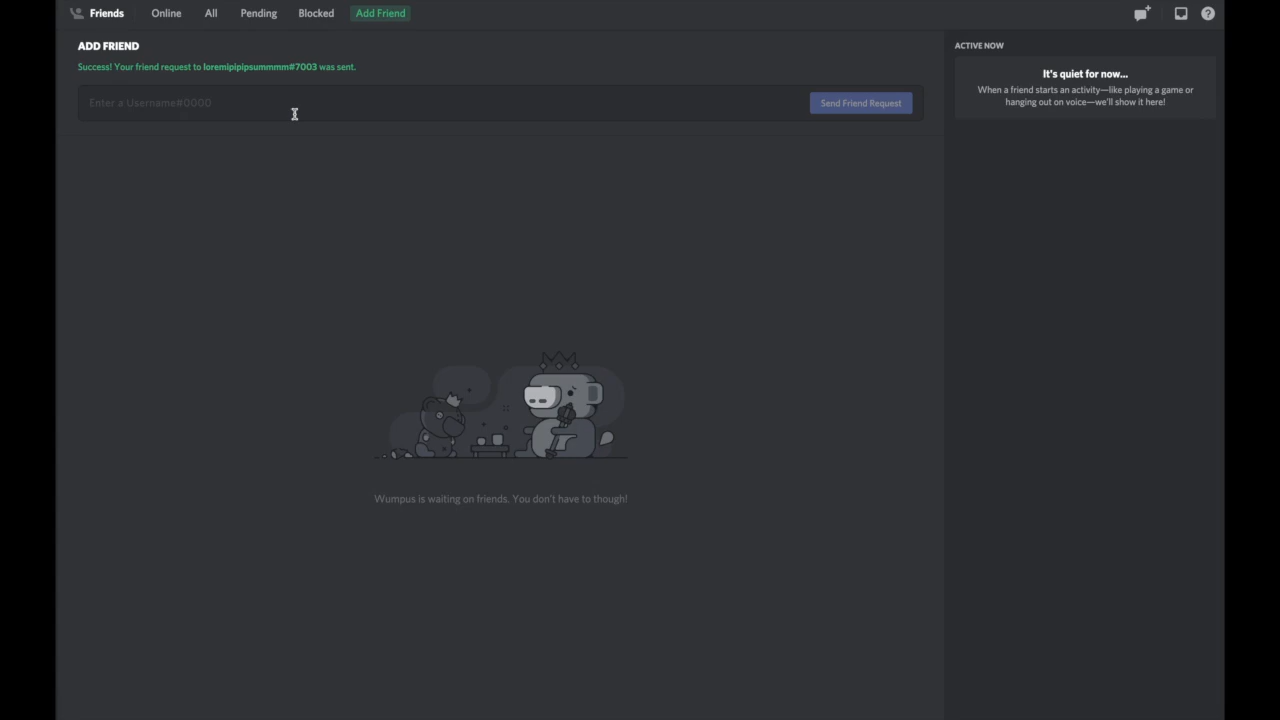 Friends Online All Pending Blocked Add Friend
ADD FRIEND
Success! Your friend request to loremipipipsummmm#7003 was sent.
Enter a Username#0000
Send Friend Request
Wumpus is waiting on friends. You don't have to though!
ACTIVE NOW
It's quiet for now...
When a friend starts an activity—like playing a game or
hanging out on voice—we'll show it here!